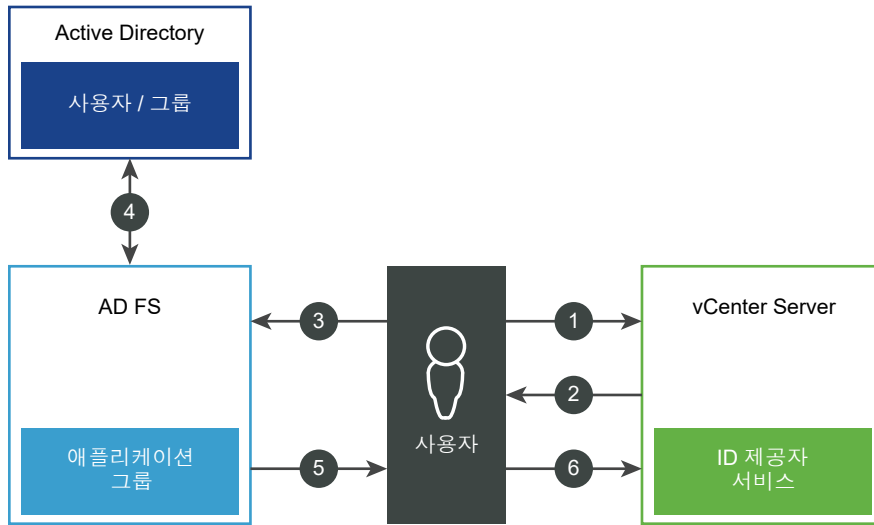 Active Directory
사용자 / 그룹
4
AD FS
3
1
vCenter Server
2
사용자
애플리케이션
그룹
5
6
ID 제공자
서비스